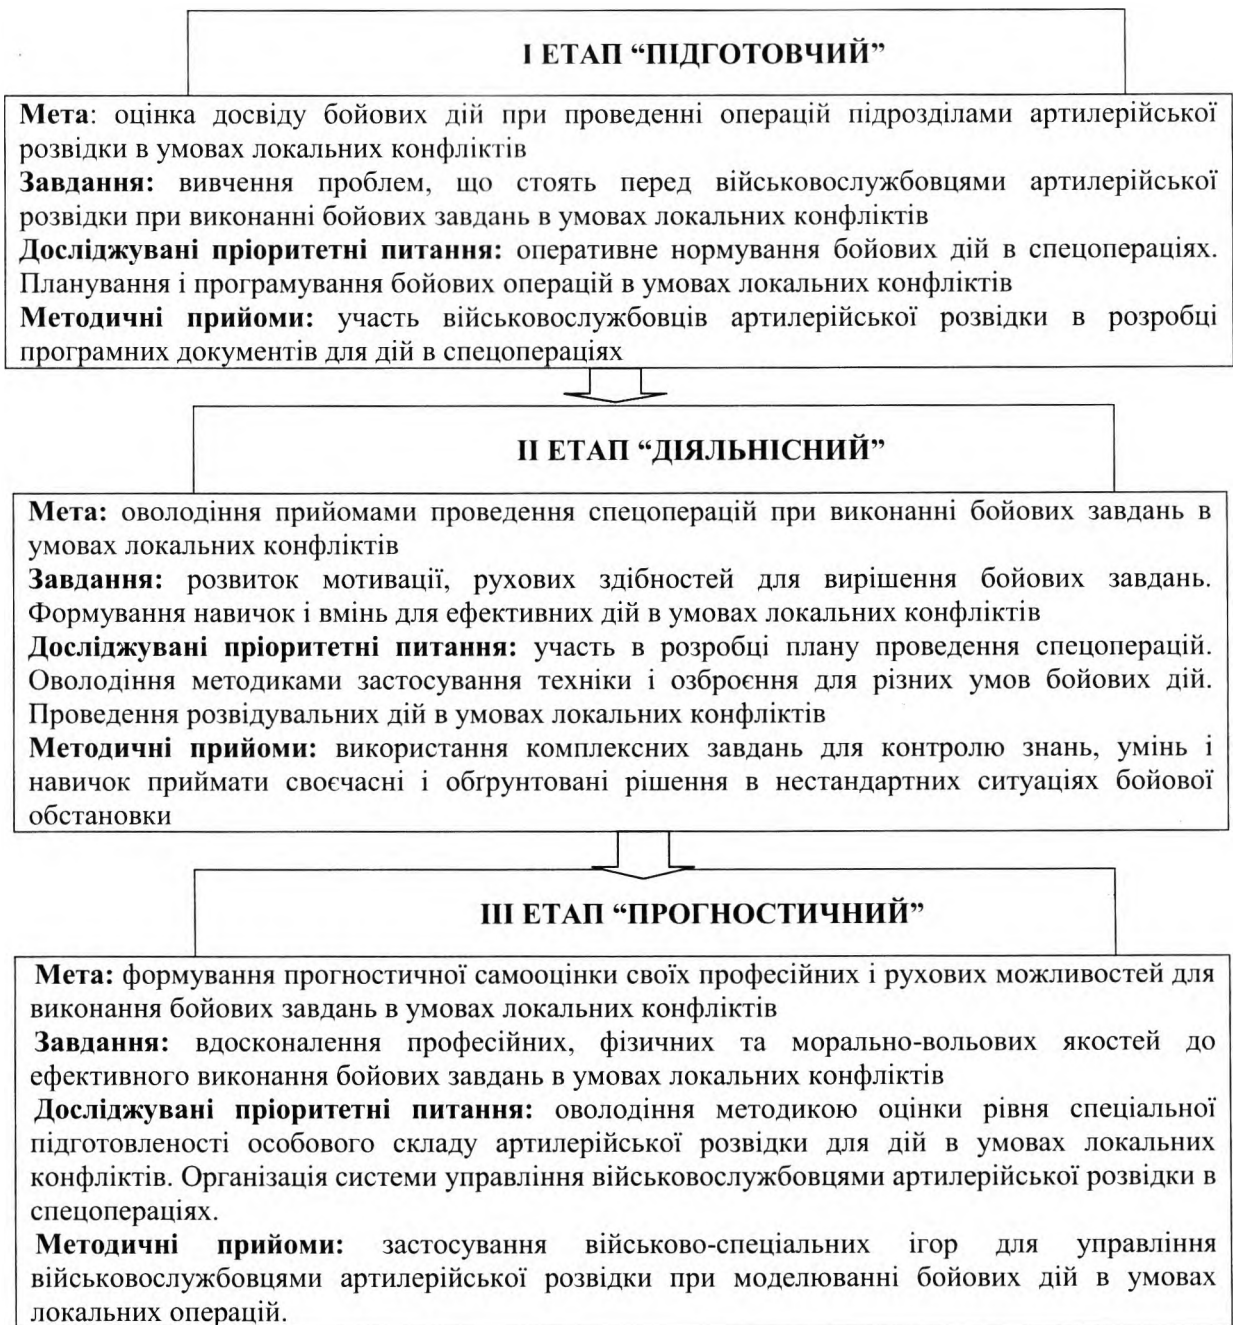 І ЕТАП “ПІДГОТОВЧИЙ”
Мета: оцінка досвіду бойових дій при проведенні операцій підрозділами артилерійської
розвідки в умовах локальних конфліктів
Завдання: вивчення проблем, що стоять перед військовослужбовцями артилерійської
розвідки при виконанні бойових завдань в умовах локальних конфліктів
Досліджувані пріоритетні питання: оперативне нормування бойових дій в спецопераціях.
Планування і програмування бойових операцій в умовах локальних конфліктів
Методичні прийоми: участь військовослужбовців артилерійської розвідки в розробці
програмних документів для дій в спецопераціях
ІІ ЕТАП “ДІЯЛЬНІСНИЙ”
Мета: оволодіння прийомами проведення спецоперацій при виконанні бойових завдань в
умовах локальних конфліктів
Завдання: розвиток мотивації, рухових здібностей для вирішення бойових завдань.
Формування навичок і вмінь для ефективних дій в умовах локальних конфліктів
Досліджувані пріоритетні питання: участь в розробці плану проведення спецоперацій.
Оволодіння методиками застосування техніки і озброєння для різних умов бойових дій.
Проведення розвідувальних дій в умовах локальних конфліктів
Методичні прийоми: використання комплексних завдань для контролю знань, умінь і
навичок приймати своєчасні і обґрунтовані рішення в нестандартних ситуаціях бойової
обстановки
ІІІ ЕТАП “ПРОГНОСТИЧНИЙ”
Мета: формування прогностичної самооцінки своїх професійних і рухових можливостей для
виконання бойових завдань в умовах локальних конфліктів
Завдання: вдосконалення професійних, фізичних та морально-вольових якостей до
ефективного виконання бойових завдань в умовах локальних конфліктів
Досліджувані пріоритетні питання: оволодіння методикою оцінки рівня спеціальної
підготовленості особового складу артилерійської розвідки для дій в умовах локальних
конфліктів. Організація системи управління військовослужбовцями артилерійської розвідки в
спецопераціях.
Методичні прийоми: застосування військово-спеціальних ігор для управління
військовослужбовцями артилерійської розвідки при моделюванні бойових дій в умовах
локальних операцій.